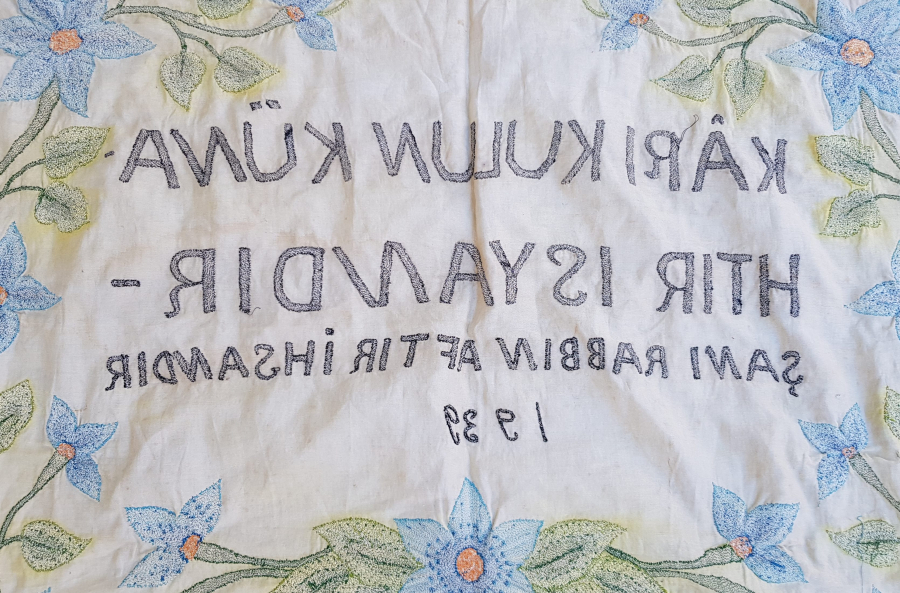 KÂRI KULUN KÜNA-
HTIR ISYANDIR -
ŞANI RABBIN AFTIR İHSANDIR
1939